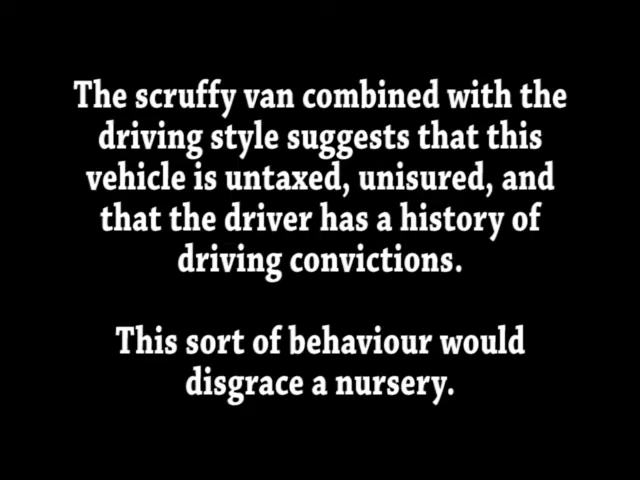 The scruffy van combined with the
driving style suggests that this
vehicle is untaxed, unisured, and
that the driver has a history of
driving convictions.
This sort of behaviour would
disgrace a nursery.